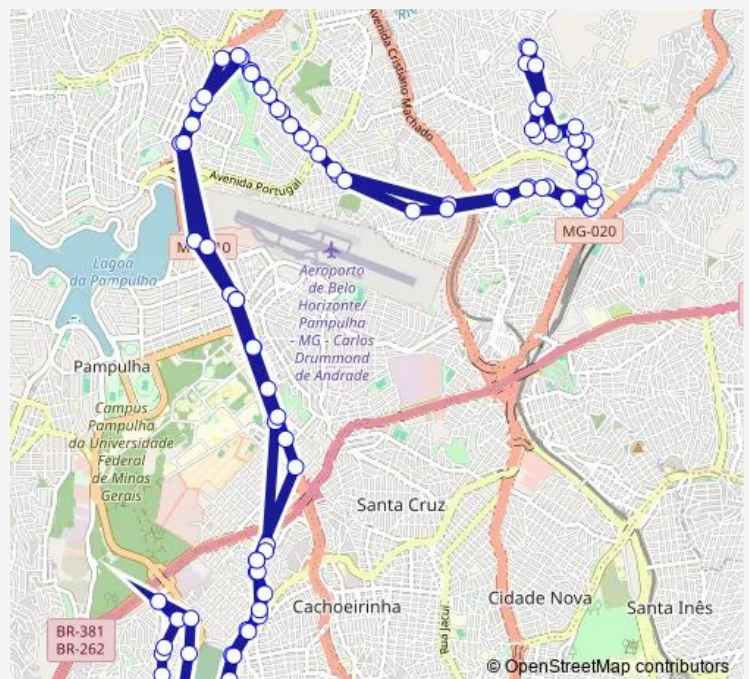 Avenida Cristiano Machado
Avenida Portugal
MG-020
Lagoa
da Pampulha
Aeroporto
de Belo
Horizonte/
Pampulha
- MG - Carlos
Drummond
de Andrade
Pampulha
Campus
Pampulha
da Universidade
Federal
de Minas
Gerais
Santa Cruz
Cachoeirinha
Rua Jacuí
Cidade Nova
Santa Inês
BR-381
BR-262
© OpenStreetMap contributors